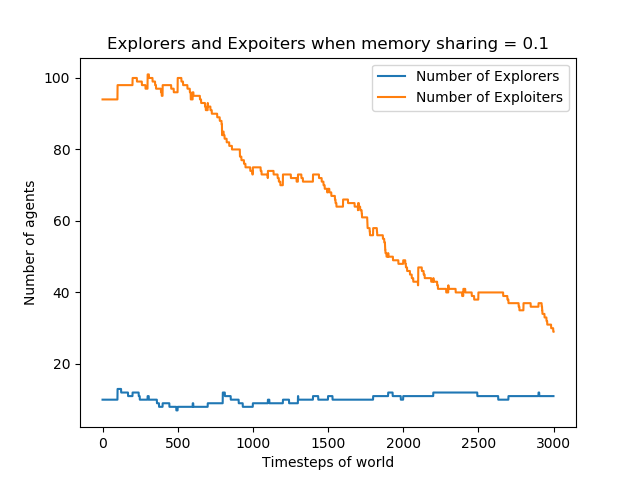 Explorers and Expoiters when memory sharing = 0.1
Number of Explorers
Number of Exploiters
Number of agents
100
80
60
40
20
0 500 1000 1500 2000 2500 3000
Timesteps of world